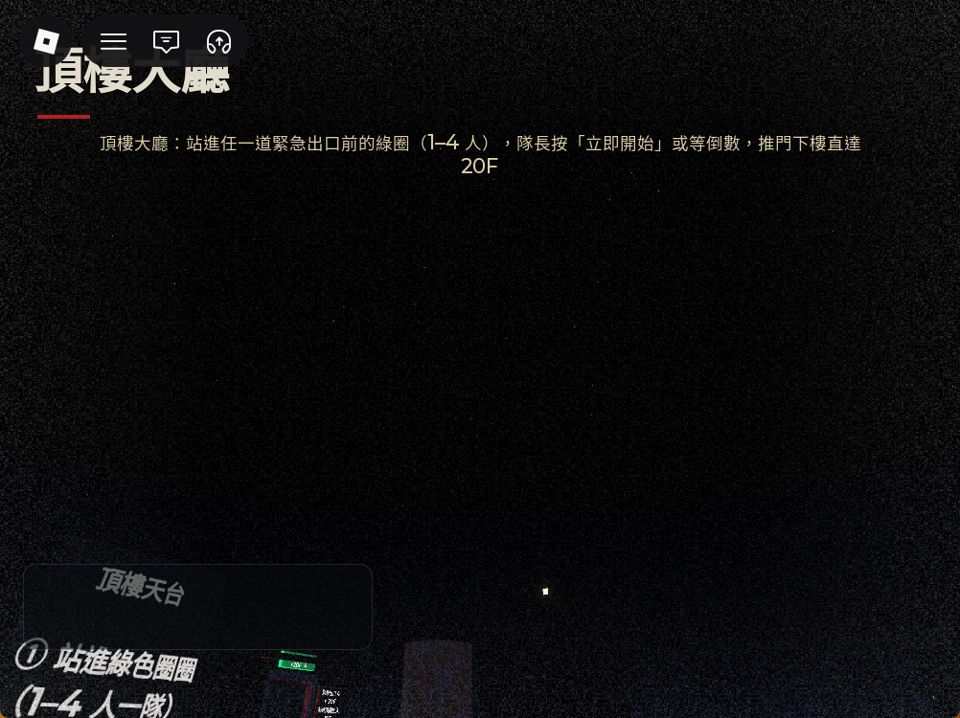 頂樓大廳
頂樓大廳：站進任一道緊急出口前的綠圈（1–4 人），隊長按「立即開始」或等倒數，推門下樓直達
20F
頂樓天台
① 站進綠色圈圈
（1–4 人一隊）